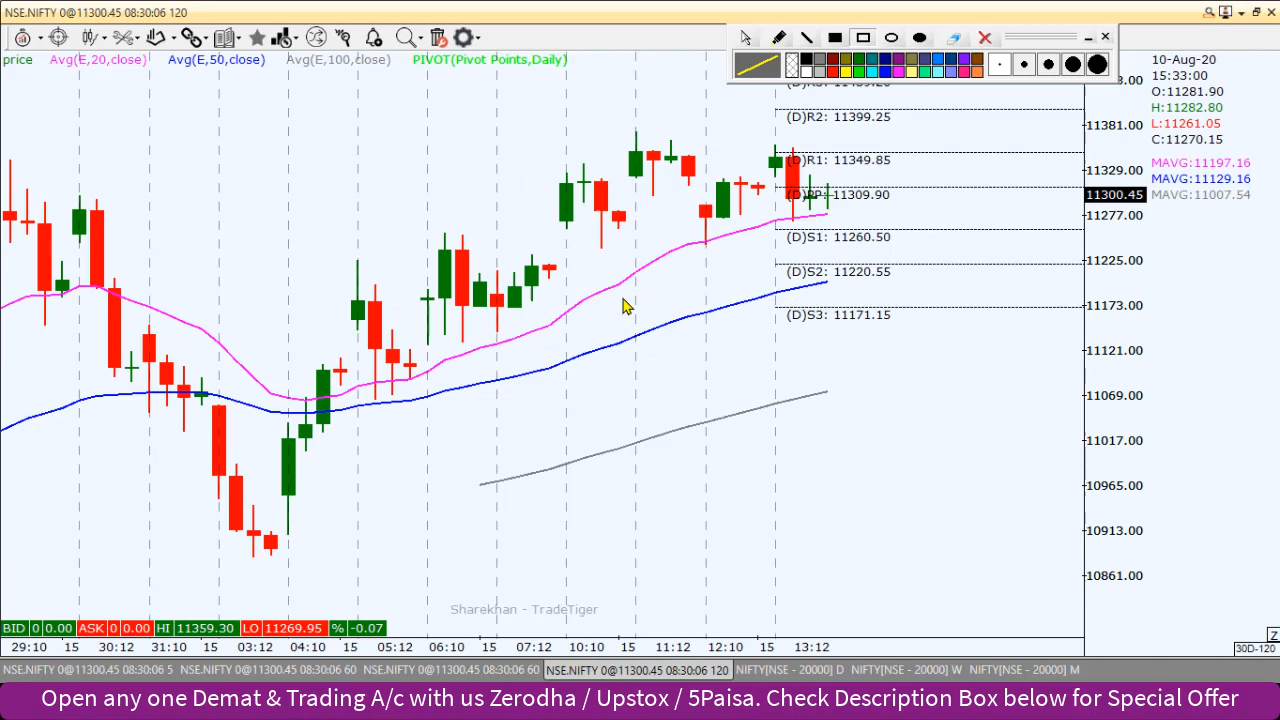 NSE.NIFTY 0@11300.45 08:30:06 120
price Avg(E,20,close) Avg(E,50,close) Avg(E,100,close) PIVOT(Pivot Points,Daily)
10-Aug-20
15:33:00
O:11281.90
H:11282.80
L:11261.05
C:11270.15
MAVG:11197.16
MAVG:11129.16
MAVG:11007.54
(D)R2: 11399.25
(D)R1: 11349.85
(D)PP: 11309.90
(D)S1: 11260.50
(D)S2: 11220.55
(D)S3: 11171.15
11381.00
11329.00
11300.45
11277.00
11225.00
11173.00
11121.00
11069.00
11017.00
10965.00
10913.00
10861.00
Sharekhan - TradeTiger
BID 0 0.00 ASK 0 0.00 HI 11359.30 LO 11269.95 % -0.07
29:10 15 30:12 15 31:10 15 03:12 15 04:10 15 05:12 15 06:10 15 07:12 15 10:10 15 11:12 15 12:10 15 13:12
Z
30D-120
NSE.NIFTY 0@11300.45 08:30:06 5 NSE.NIFTY 0@11300.45 08:30:06 60 NSE.NIFTY 0@11300.45 08:30:06 60 NSE.NIFTY 0@11300.45 08:30:06 120 NIFTY[NSE - 20000] D NIFTY[NSE - 20000] W NIFTY[NSE - 20000] M
Open any one Demat & Trading A/c with us Zerodha / Upstox / 5Paisa. Check Description Box below for Special Offer